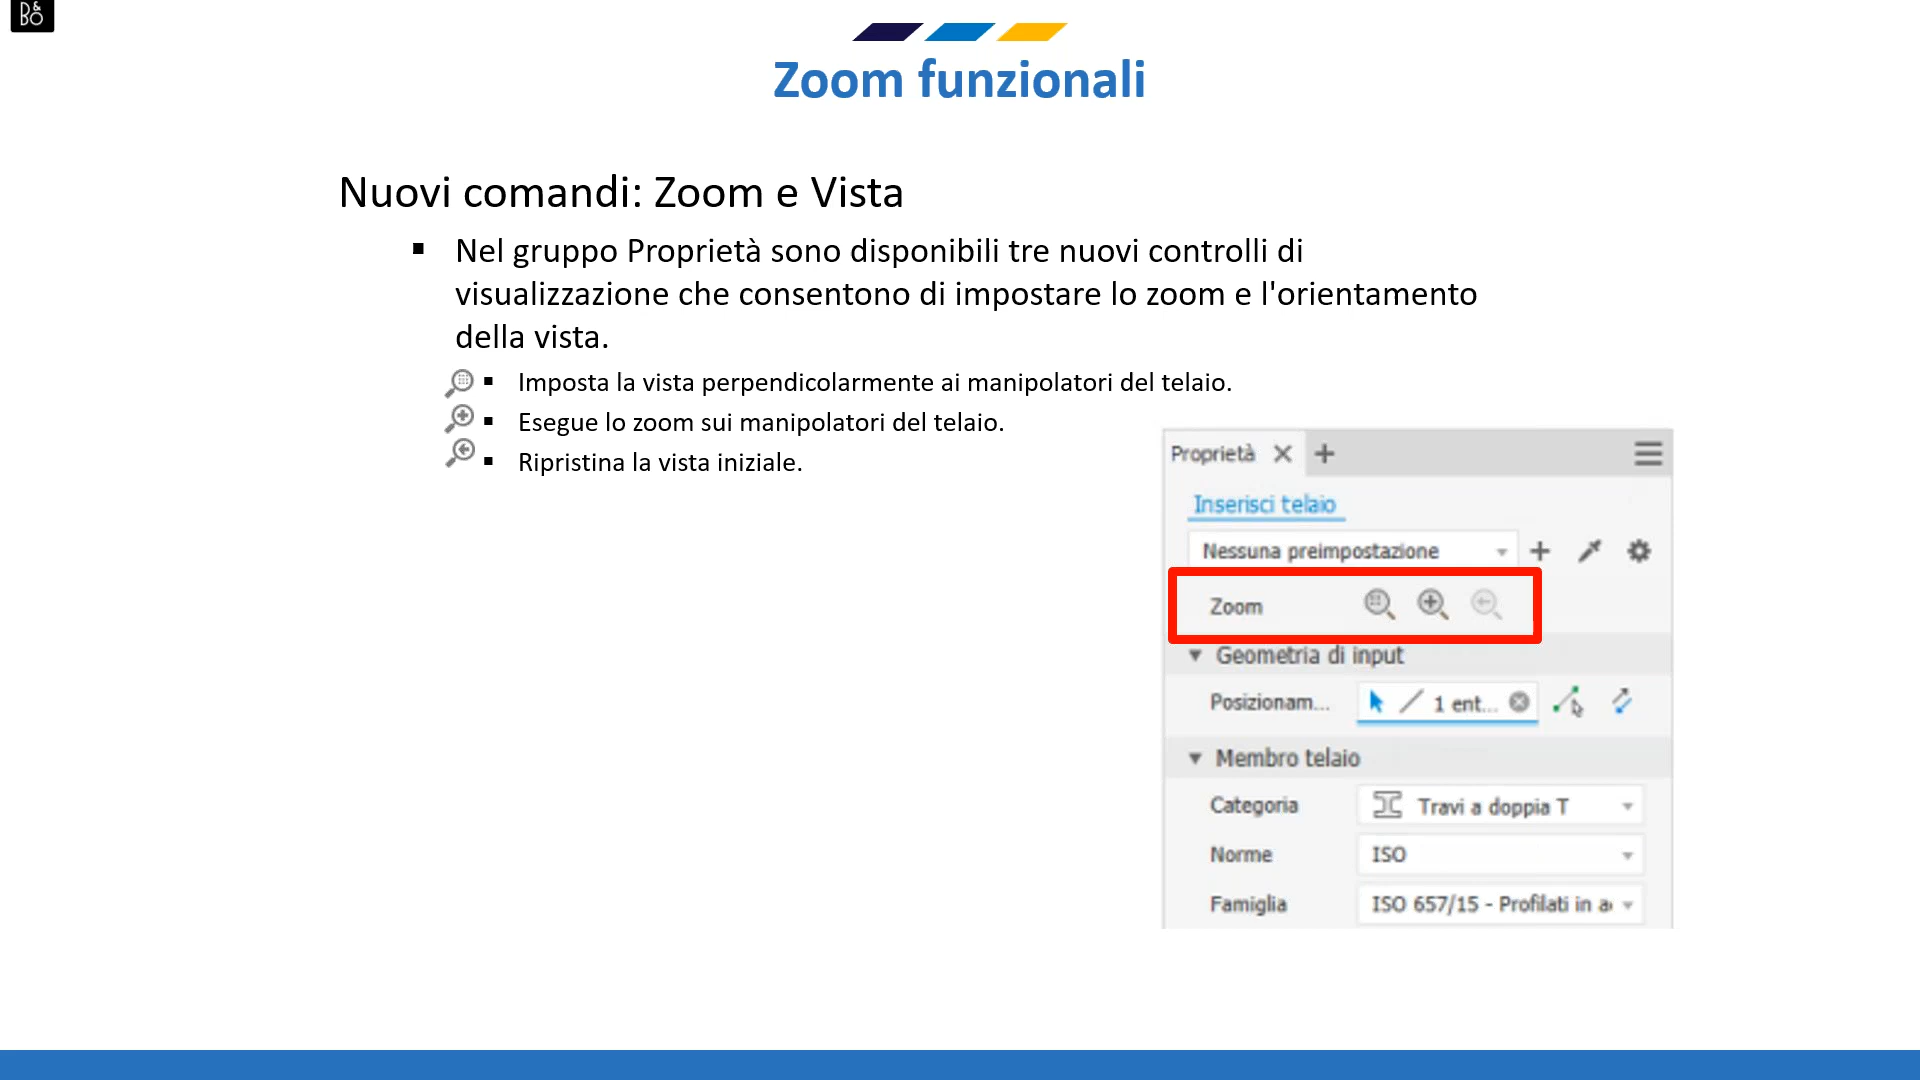 B&O
Zoom funzionali
Nuovi comandi: Zoom e Vista
Nel gruppo Proprietà sono disponibili tre nuovi controlli di
visualizzazione che consentono di impostare lo zoom e l'orientamento
della vista.
Imposta la vista perpendicolarmente ai manipolatori del telaio.
Esegue lo zoom sui manipolatori del telaio.
Ripristina la vista iniziale.
Proprietà
Inserisci telaio
Nessuna preimpostazione
Zoom
Geometria di input
Posizionam... 1 ent...
Membro telaio
Categoria Travi a doppia T
Norme ISO
Famiglia ISO 657/15 - Profilati in